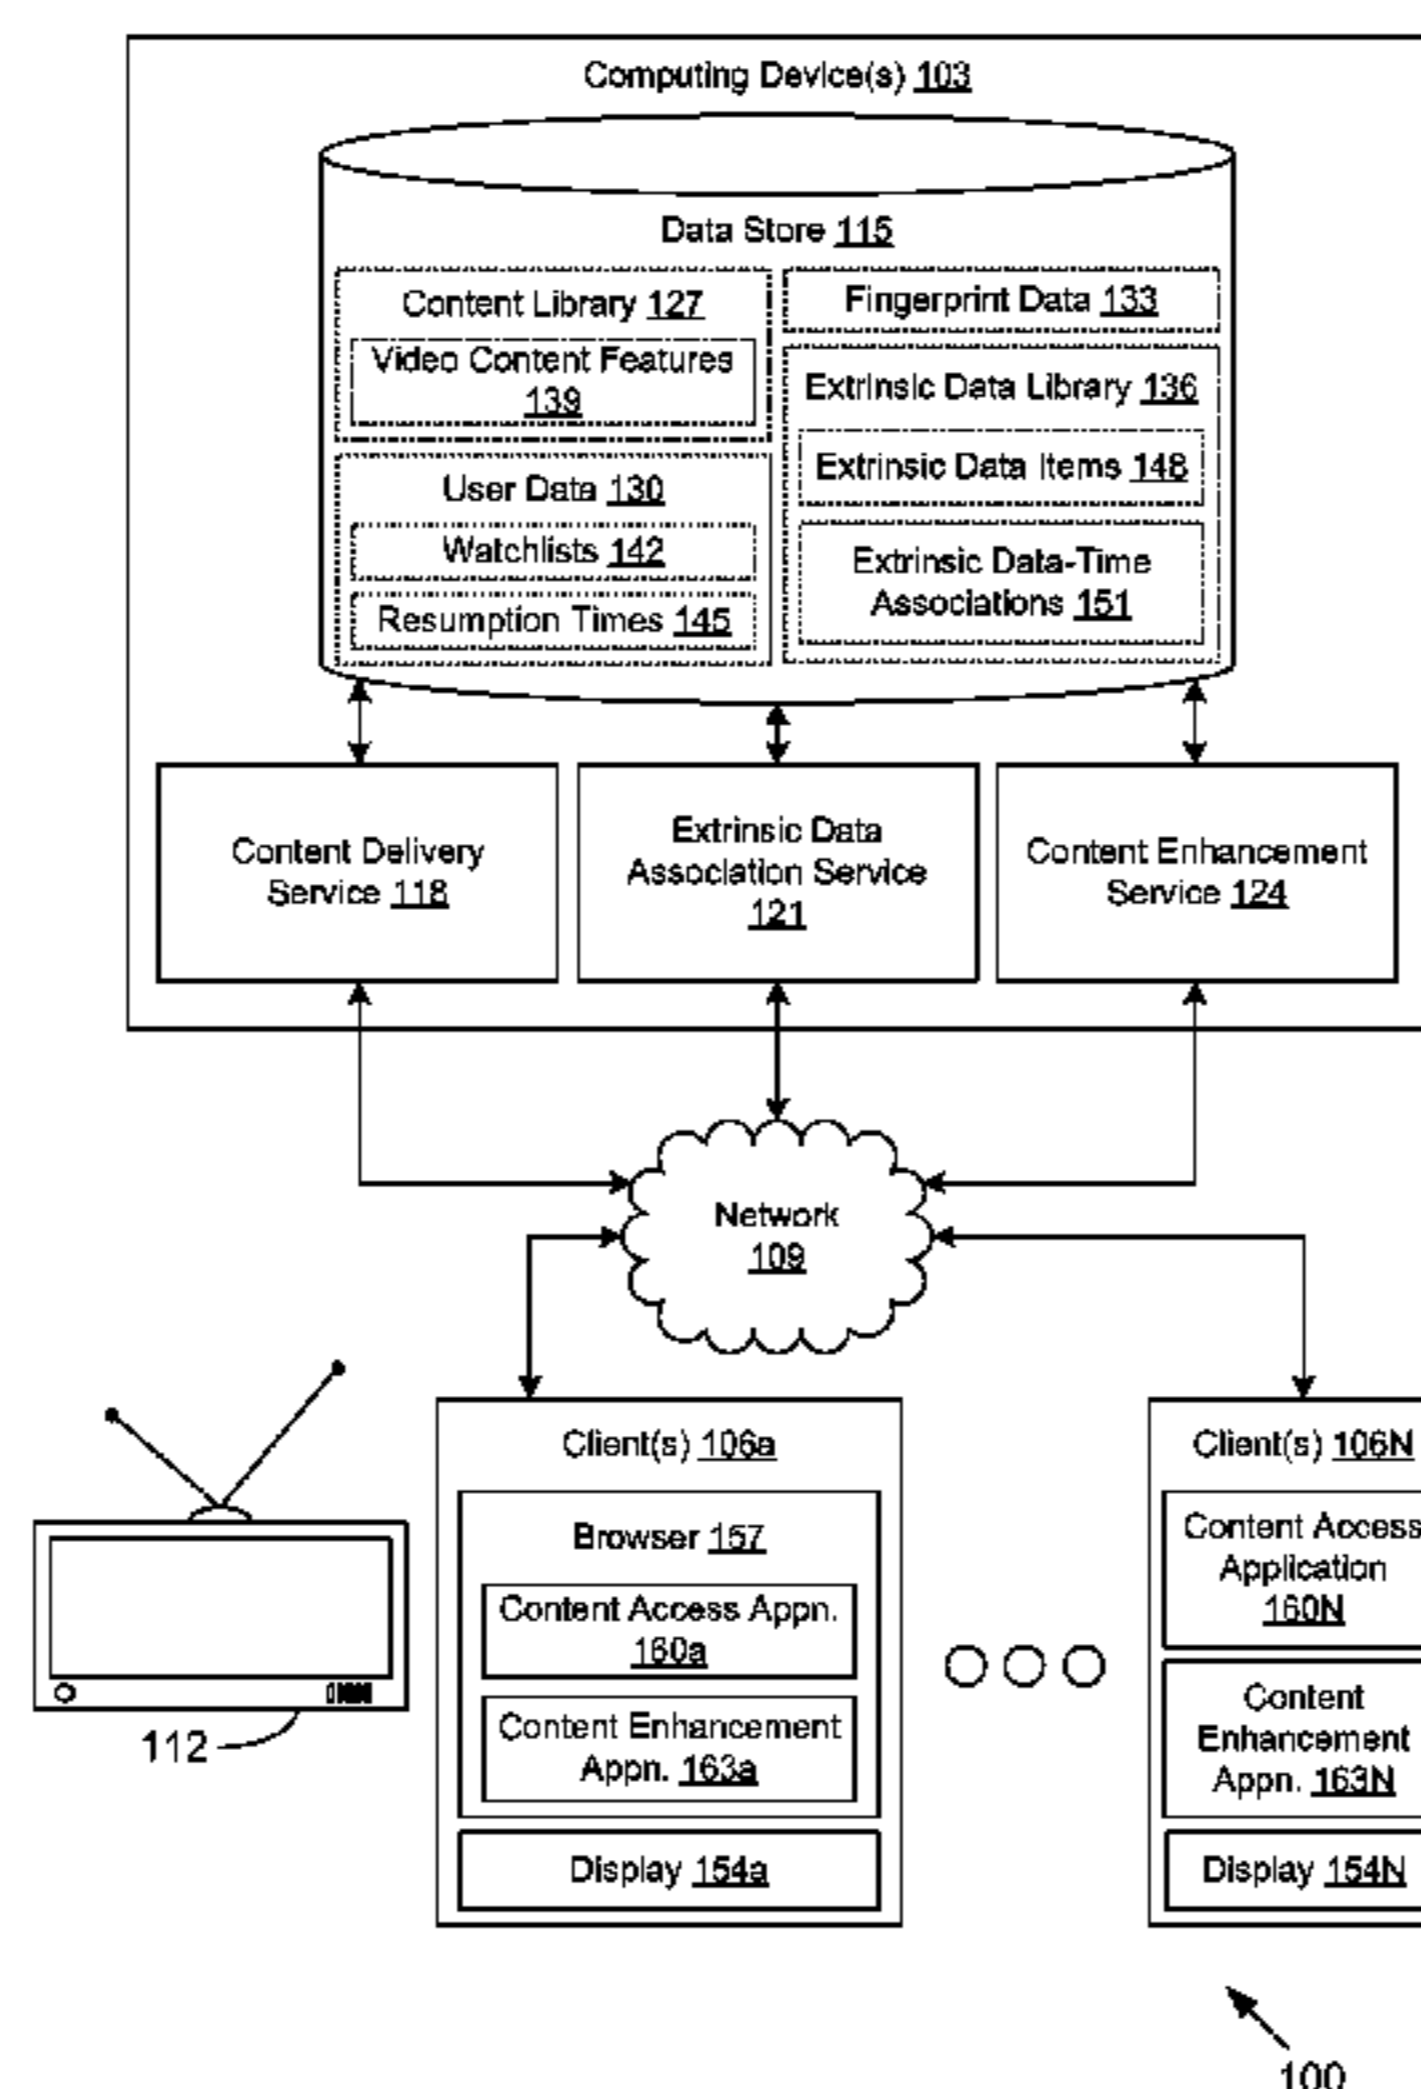 Computing Device(s) 103
Data Store 115
Content Library 127
Video Content Features
139
User Data 130
Watchlists 142
Resumption Times 145
Fingerprint Data 133
Extrinsic Data Library 136
Extrinsic Data Items 148
Extrinsic Data-Time
Associations 151
Content Delivery
Service 118
Extrinsic Data
Association Service
121
Content Enhancement
Service 124
Network
109
112
Client(s) 106a
Browser 157
Content Access Appn.
160a
Content Enhancement
Appn. 163a
Display 154a
Client(s) 106N
Content Access
Application
160N
Content
Enhancement
Appn. 163N
Display 154N
100